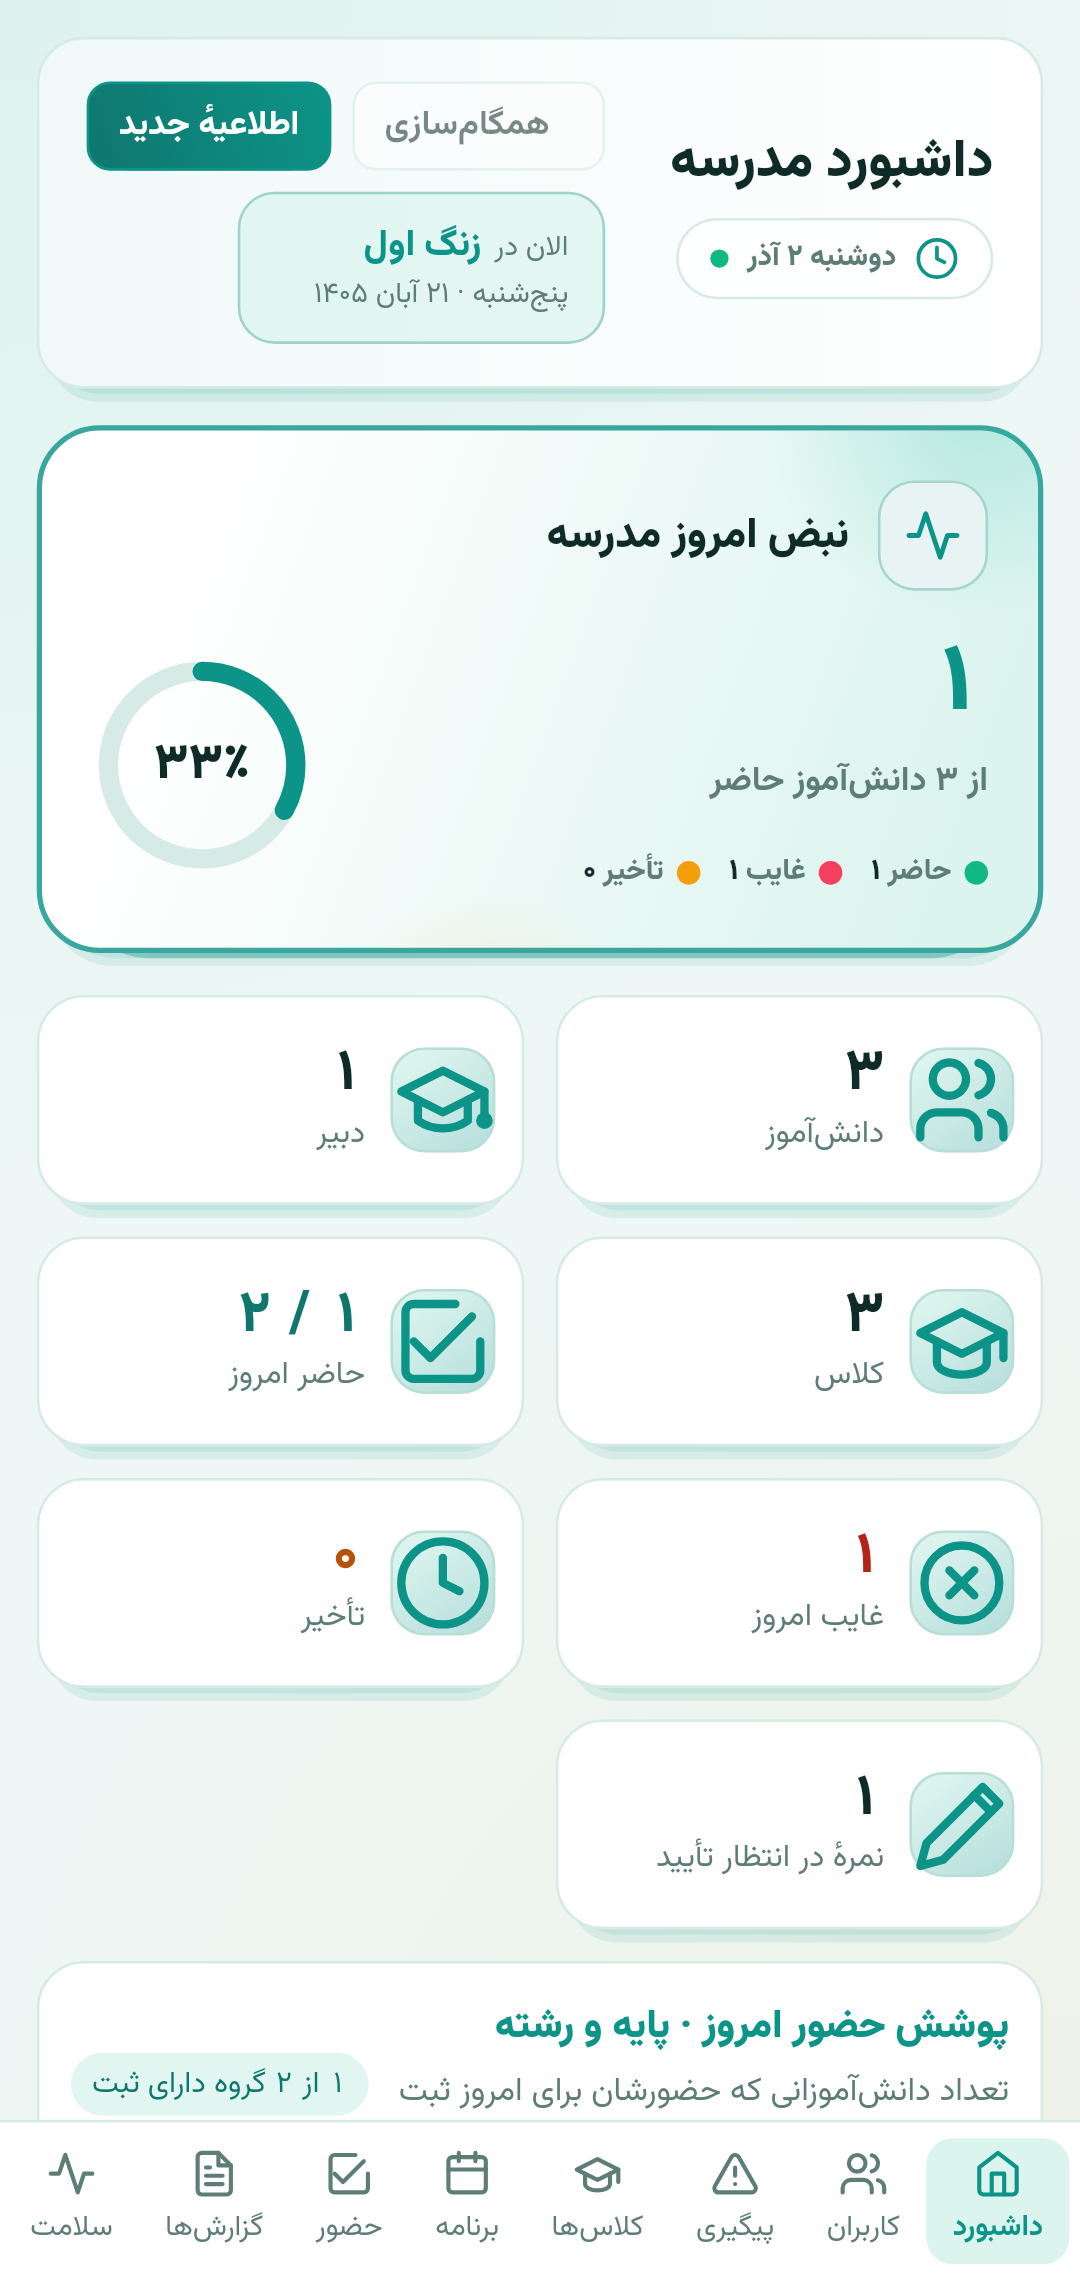 داشبورد مدرسه
دوشنبه ۲ آذر
همگام‌سازی
اطلاعیهٔ جدید
الان در زنگ اول
پنج‌شنبه · ۲۱ آبان ۱۴۰۵
نبض امروز مدرسه
۱
از ۳ دانش‌آموز حاضر
۳۳٪
حاضر ۱ غایب ۱ تأخیر ۰
۳
دانش‌آموز
۱
دبیر
۳
کلاس
۱ / ۲
حاضر امروز
۱
غایب امروز
۰
تأخیر
۱
نمرهٔ در انتظار تأیید
پوشش حضور امروز · پایه و رشته
تعداد دانش‌آموزانی که حضورشان برای امروز ثبت
۱ از ۲ گروه دارای ثبت
داشبورد
کاربران
پیگیری
کلاس‌ها
برنامه
حضور
گزارش‌ها
سلامت